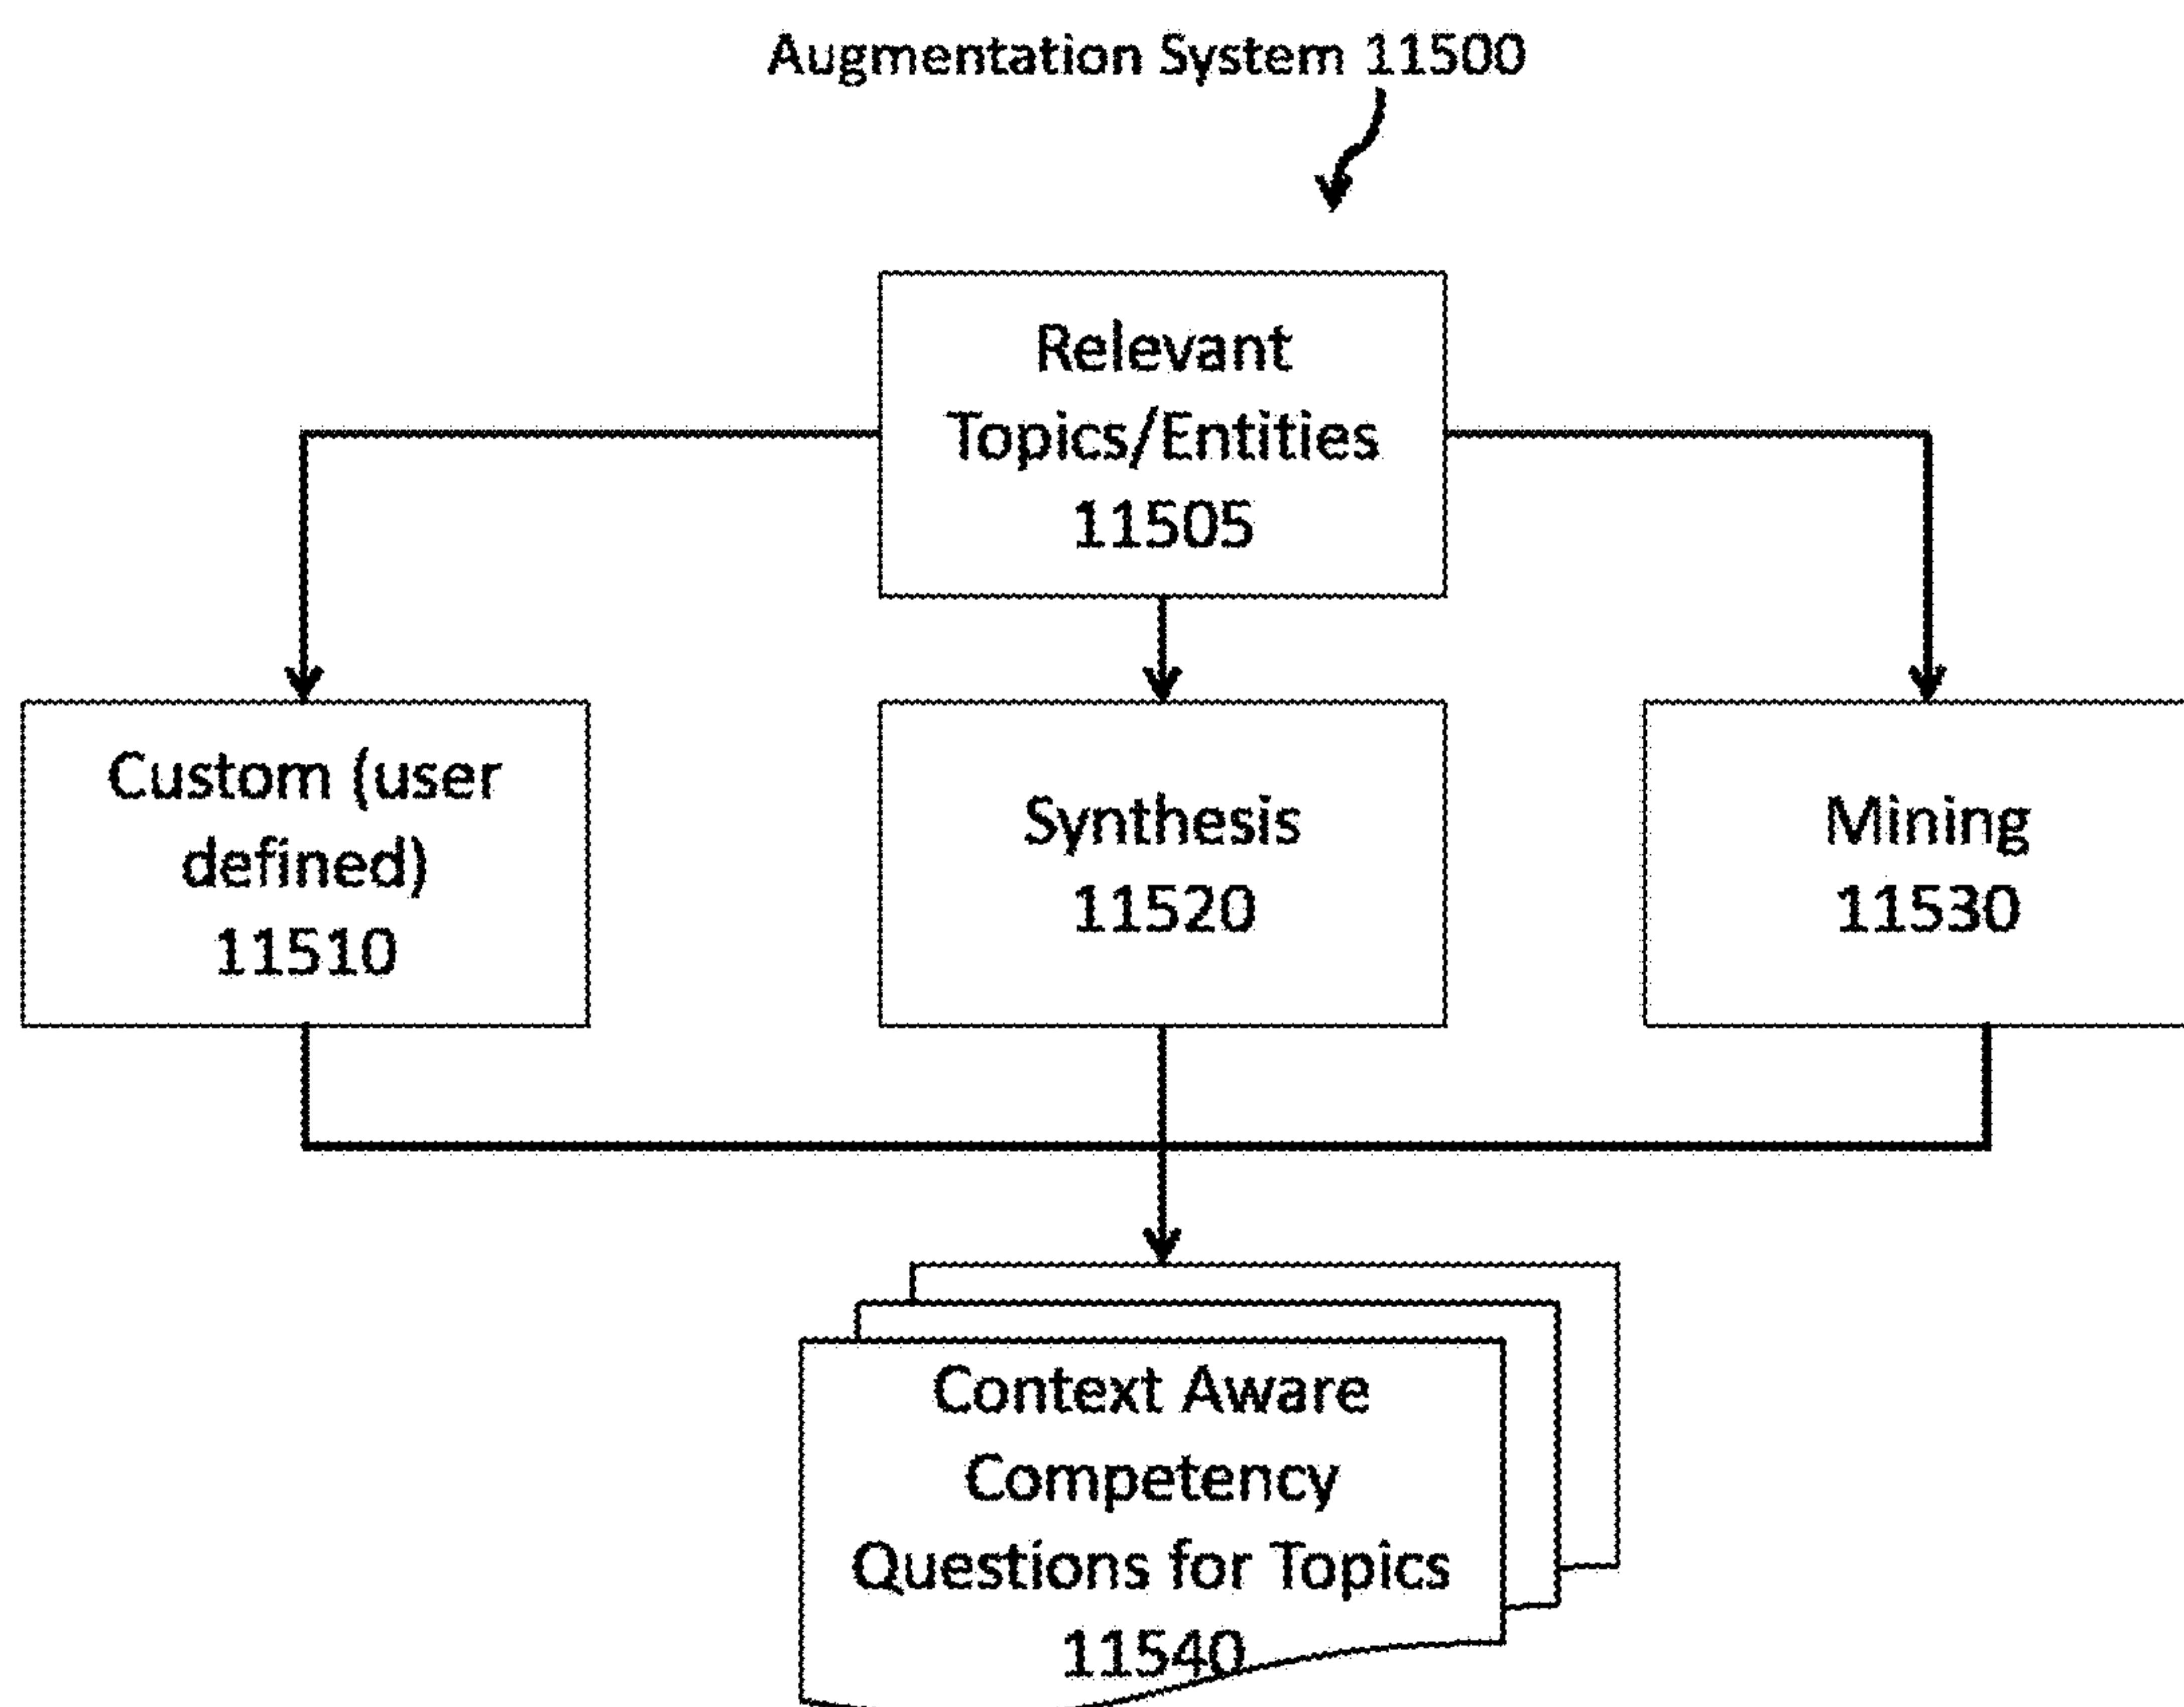 Augmentation System 11500
Relevant
Topics/Entities
11505
Custom (user
defined)
11510
Synthesis
11520
Mining
11530
Context Aware
Competency
Questions for Topics
11540